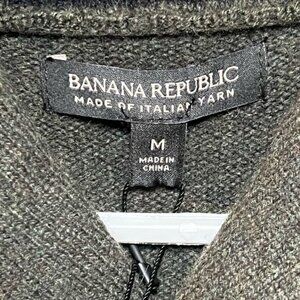 BANANA REPUBLIC
MADE OF ITALIAN YARN
M
MADE IN
CHINA